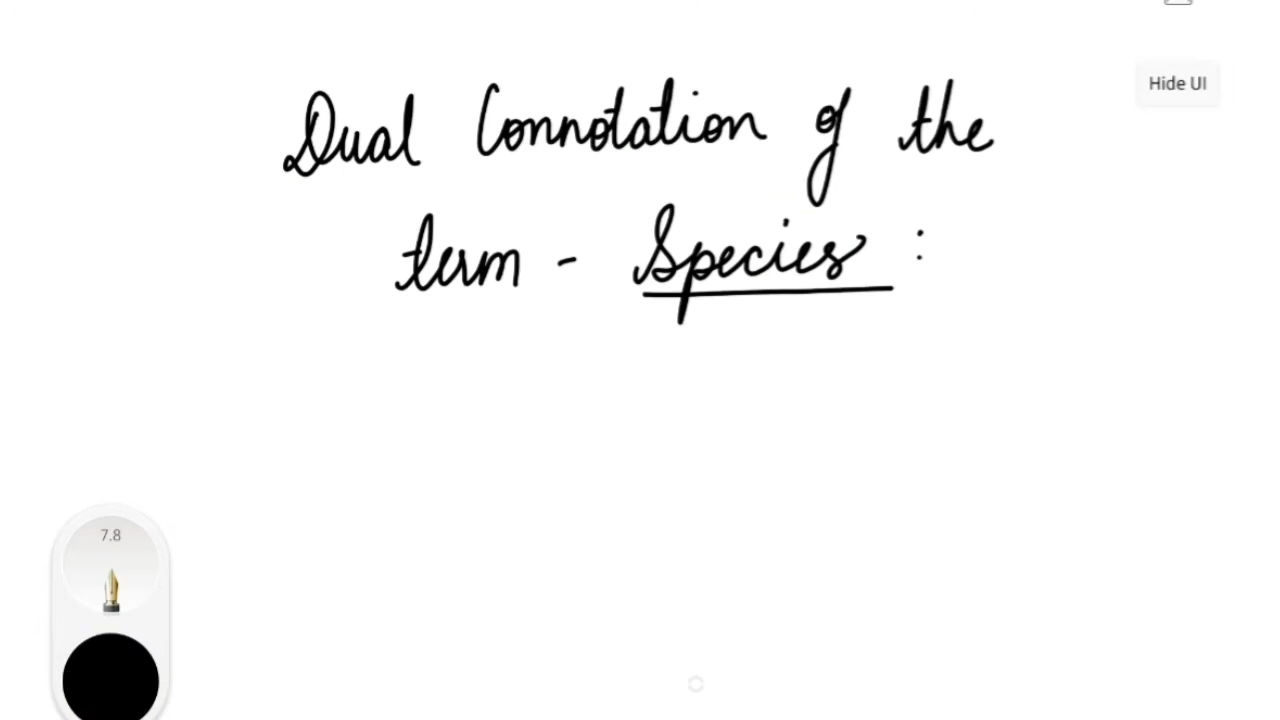 Hide UI
Dual Connotation of the
term - Species :
7.8